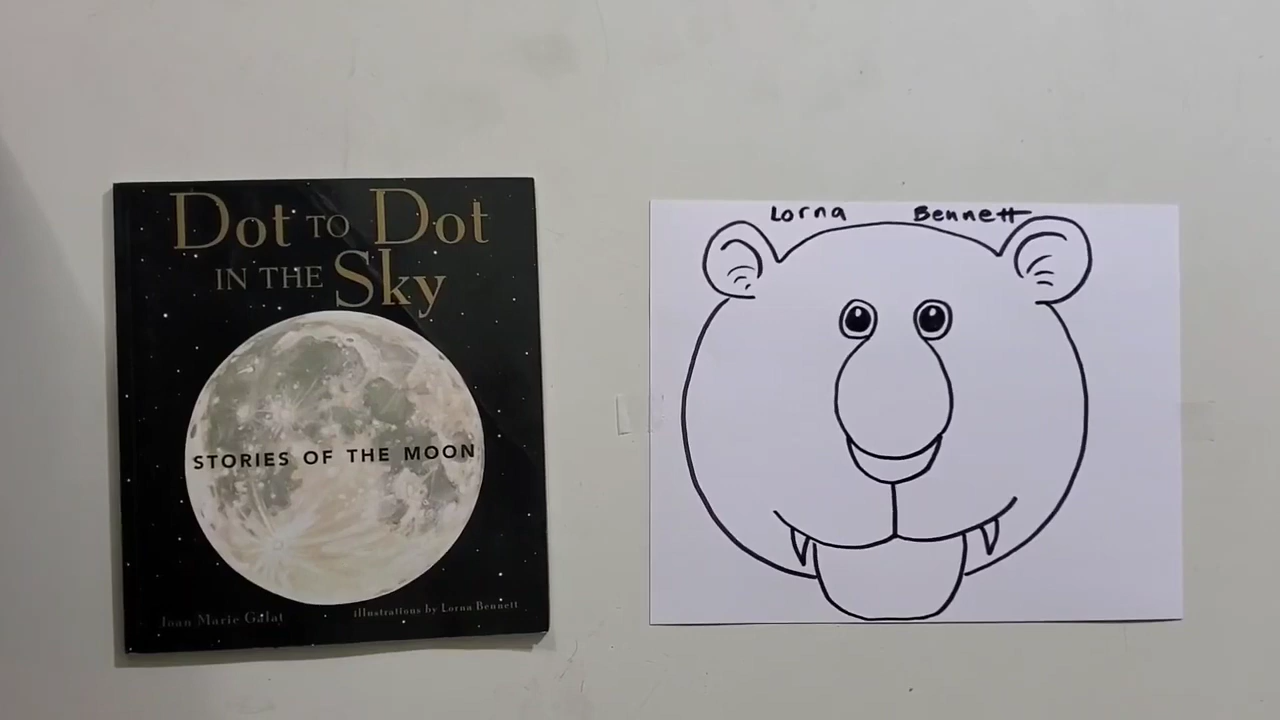 Dot to Dot
in the Sky
STORIES OF THE MOON
Joan Marie Galat
illustrations by Lorna Bennett
Lorna Bennett